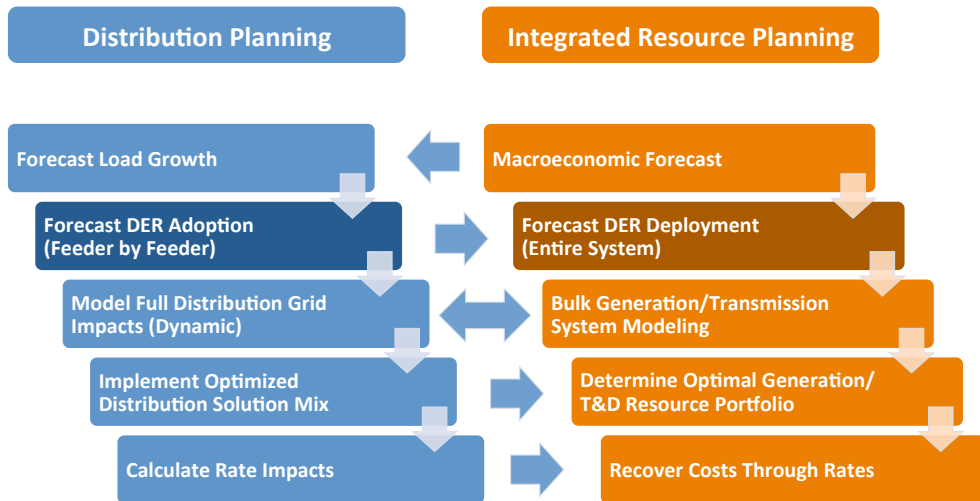 Distribution Planning
Integrated Resource Planning
Forecast Load Growth
Macroeconomic Forecast
Forecast DER Adoption
(Feeder by Feeder)
Forecast DER Deployment
(Entire System)
Model Full Distribution Grid
Impacts (Dynamic)
Bulk Generation/Transmission
System Modeling
Implement Optimized
Distribution Solution Mix
Determine Optimal Generation/
T&D Resource Portfolio
Calculate Rate Impacts
Recover Costs Through Rates